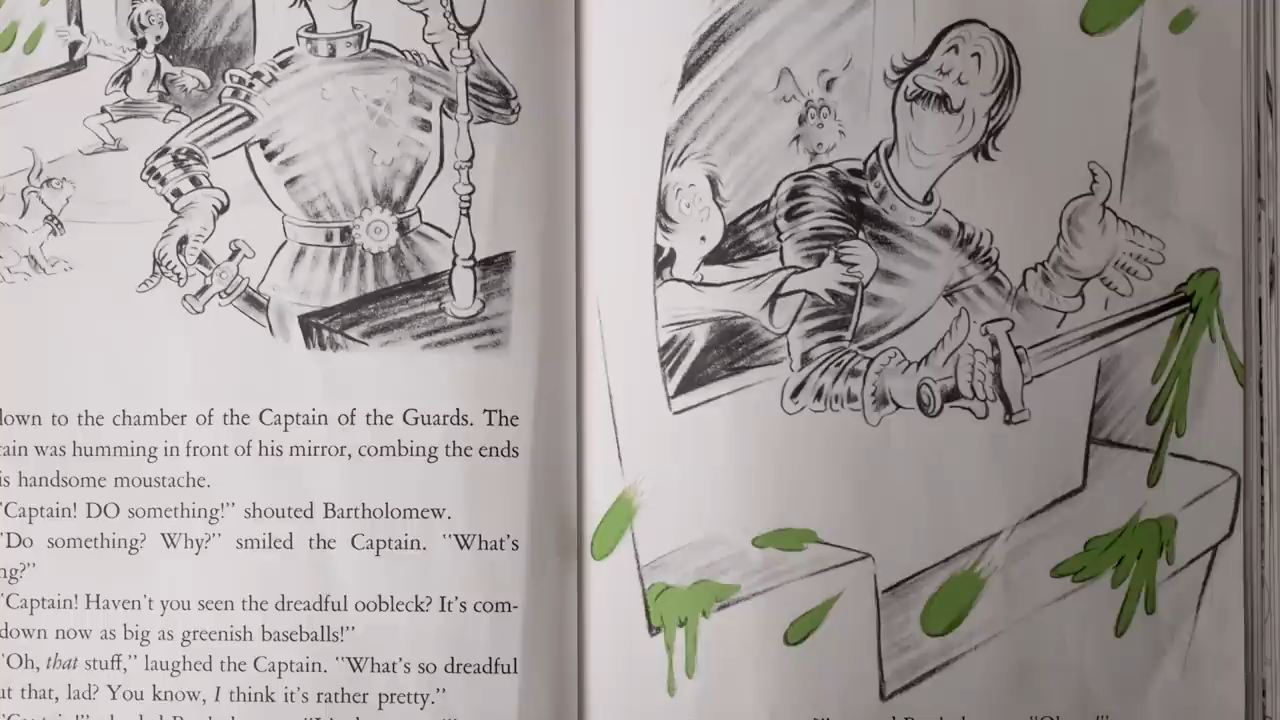 down to the chamber of the Captain of the Guards. The
tain was humming in front of his mirror, combing the ends
is handsome moustache.
"Captain! DO something!" shouted Bartholomew.
"Do something? Why?" smiled the Captain. "What's
ng?"
"Captain! Haven't you seen the dreadful oobleck? It's com-
down now as big as greenish baseballs!"
"Oh, that stuff," laughed the Captain. "What's so dreadful
ut that, lad? You know, I think it's rather pretty."